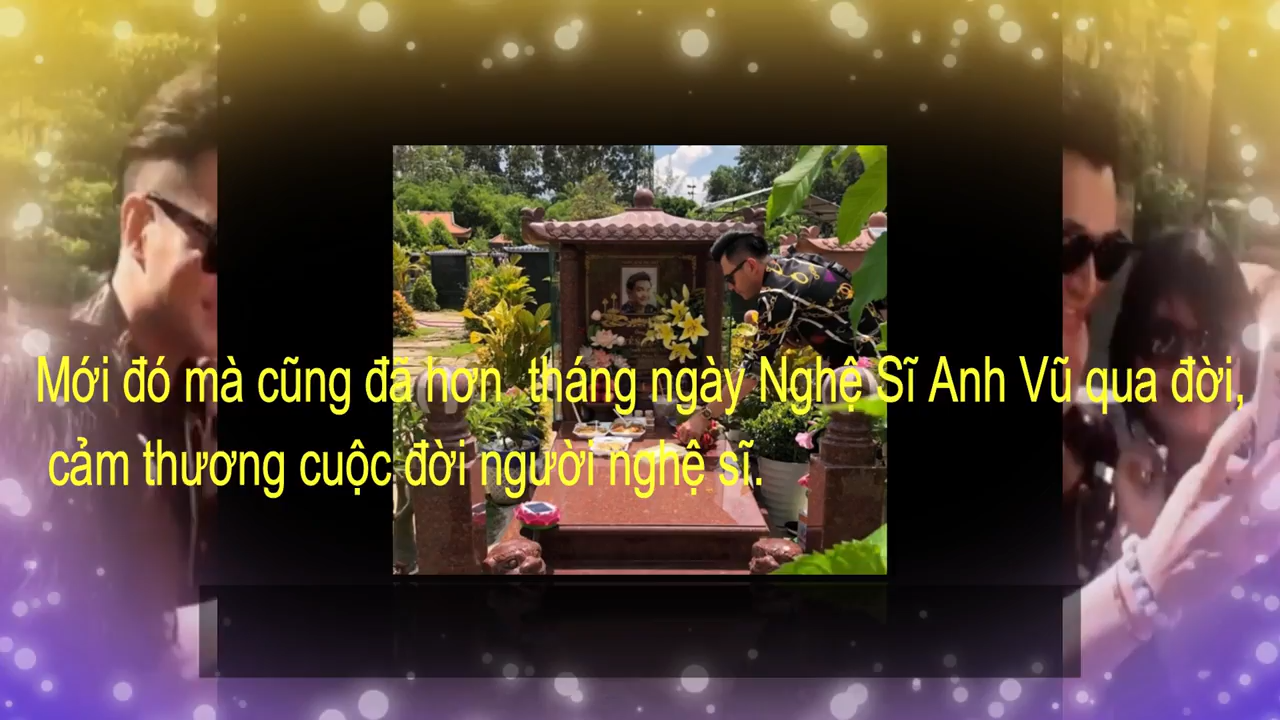 Mới đó mà cũng đã hơn tháng ngày Nghệ Sĩ Anh Vũ qua đời,
cảm thương cuộc đời người nghệ sĩ.